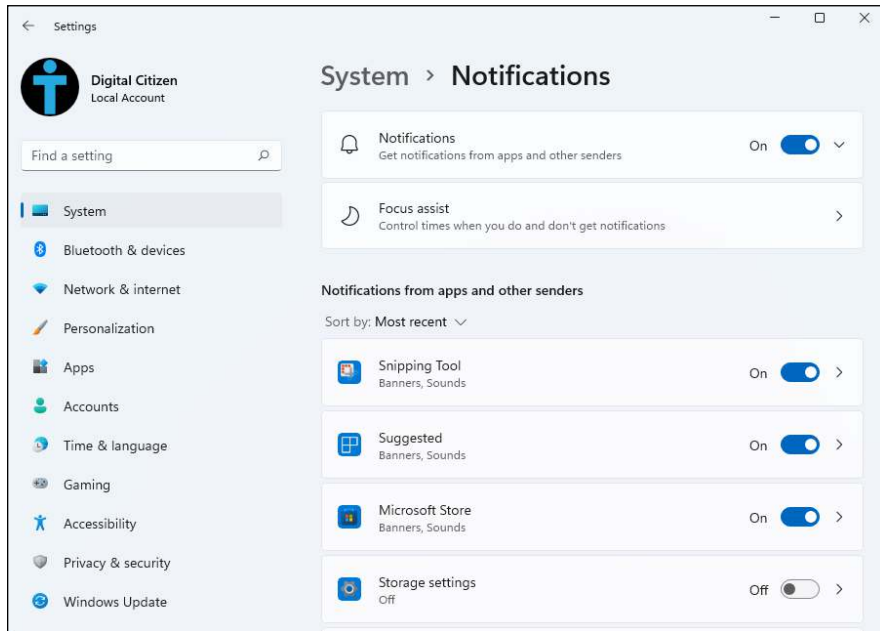 Settings
Digital Citizen
Local Account
Find a setting
System
Bluetooth & devices
Network & internet
Personalization
Apps
Accounts
Time & language
Gaming
Accessibility
Privacy & security
Windows Update
System > Notifications
Notifications
Get notifications from apps and other senders
On
Focus assist
Control times when you do and don't get notifications
Notifications from apps and other senders
Sort by: Most recent
Snipping Tool
Banners, Sounds
On
Suggested
Banners, Sounds
On
Microsoft Store
Banners, Sounds
On
Storage settings
Off
Off